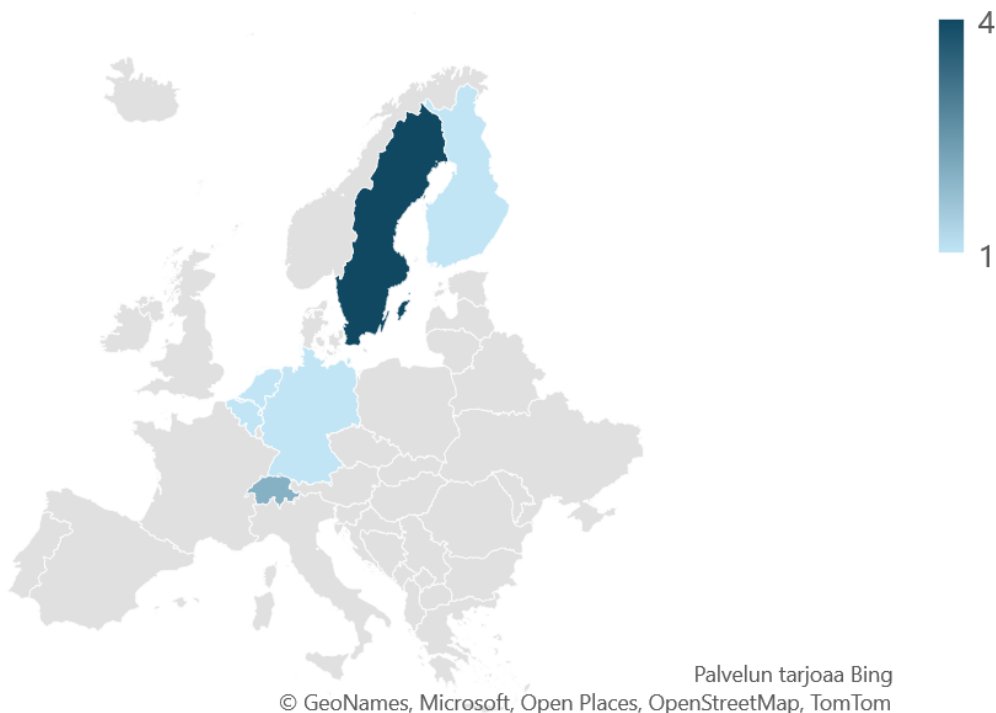 4
1
Palvelun tarjoaa Bing
© GeoNames, Microsoft, Open Places, OpenStreetMap, TomTom